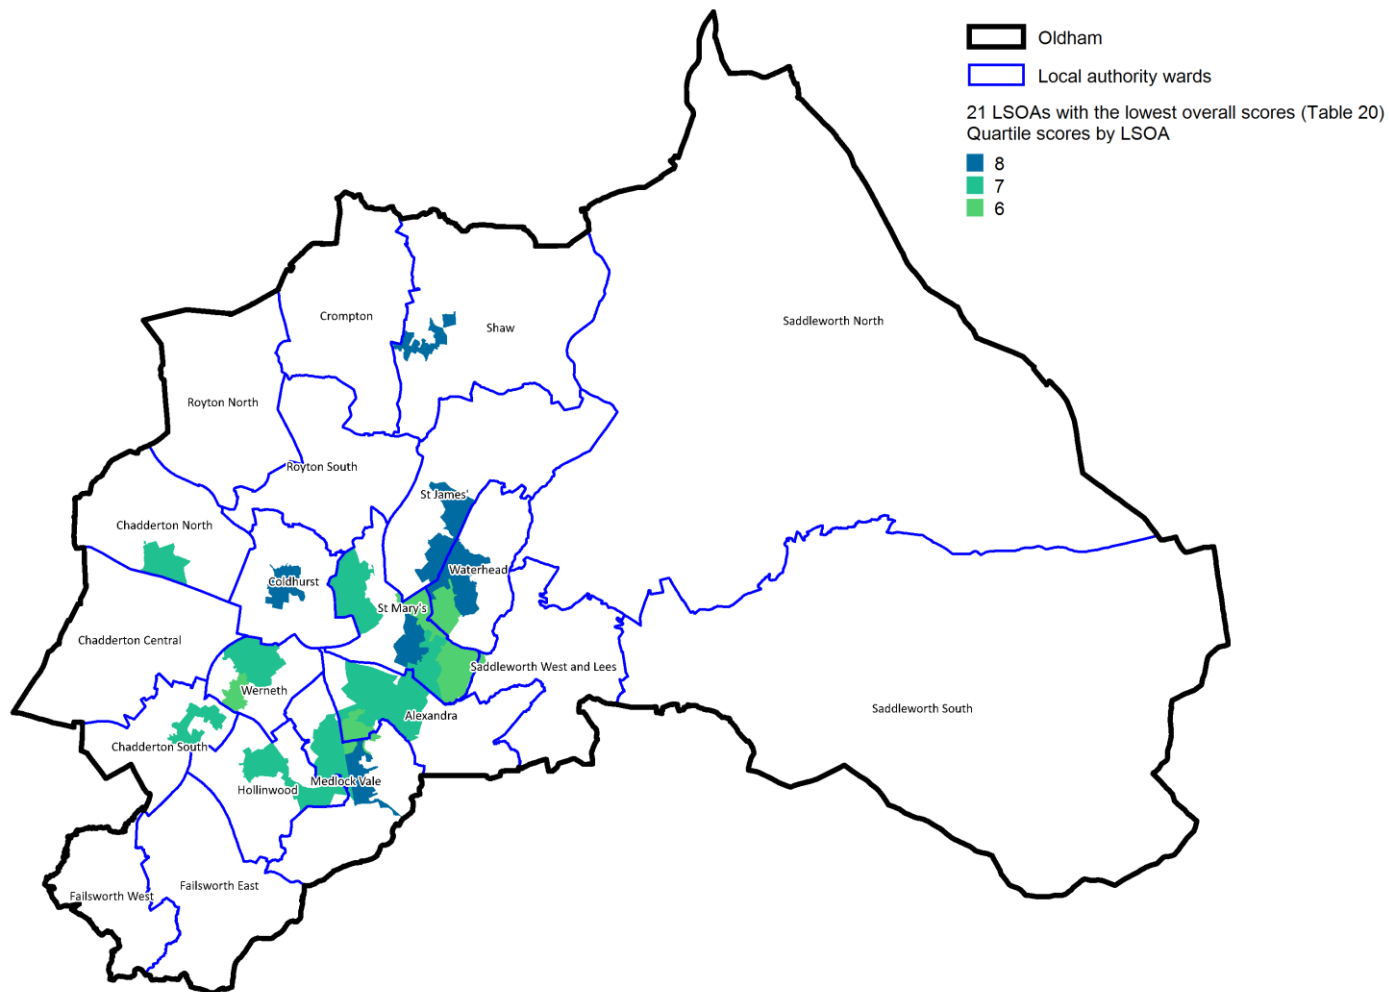 Oldham
Local authority wards
21 LSOAs with the lowest overall scores (Table 20)
Quartile scores by LSOA
8
7
6
Crompton
Shaw
Saddleworth North
Royton North
Royton South
St James'
Chadderton North
Coldhurst
Waterhead
St Mary's
Chadderton Central
Saddleworth West and Lees
Werneth
Alexandra
Saddleworth South
Chadderton South
Medlock Vale
Hollinwood
Failsworth East
Failsworth West